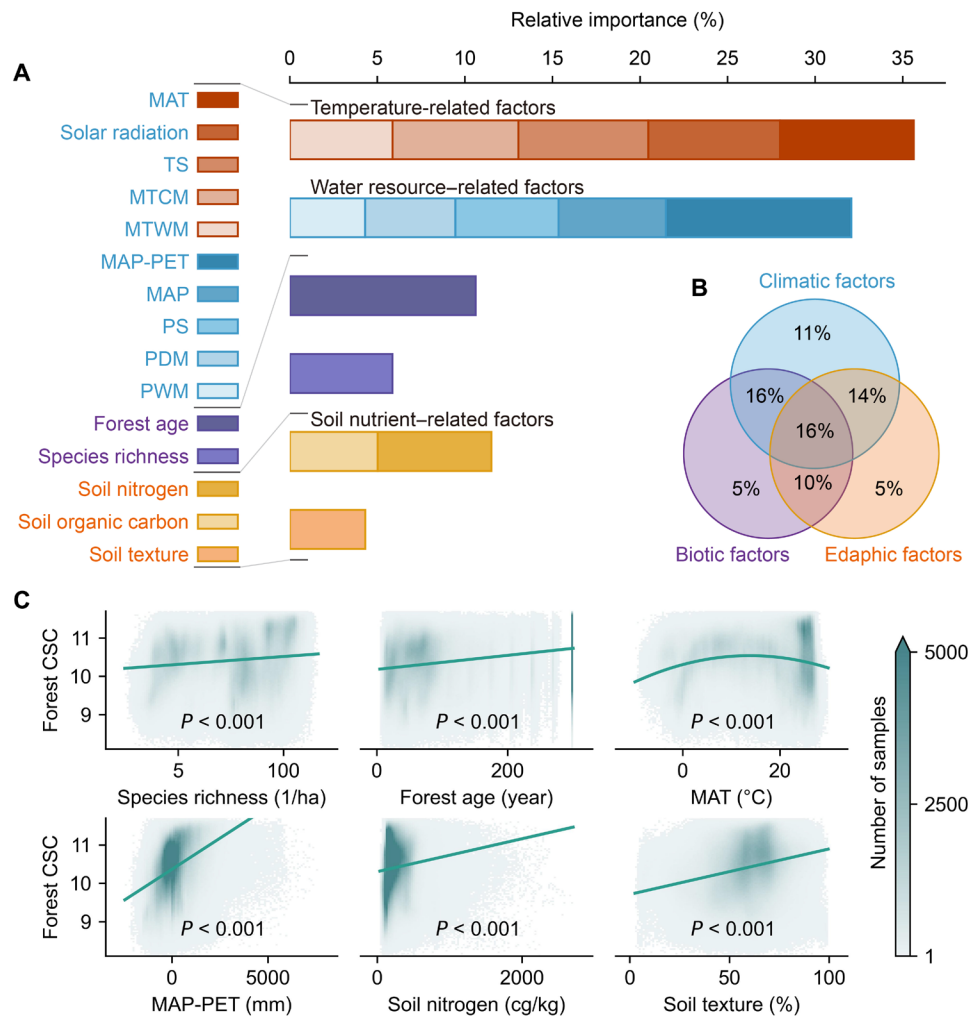 Relative importance (%)
A
0 5 10 15 20 25 30 35
MAT
Solar radiation
TS
MTCM
MTWM
MAP-PET
MAP
PS
PDM
PWM
Forest age
Species richness
Soil nitrogen
Soil organic carbon
Soil texture
Temperature-related factors
Water resource–related factors
Soil nutrient–related factors
B
Climatic factors
11%
16% 14%
16%
5% 10% 5%
Biotic factors Edaphic factors
C
Forest CSC
11
10
9
P < 0.001
5 100
Species richness (1/ha)
P < 0.001
0 200
Forest age (year)
P < 0.001
0 20
MAT (°C)
Forest CSC
11
10
9
P < 0.001
0 5000
MAP-PET (mm)
P < 0.001
0 2000
Soil nitrogen (cg/kg)
P < 0.001
0 50 100
Soil texture (%)
Number of samples
5000
2500
1